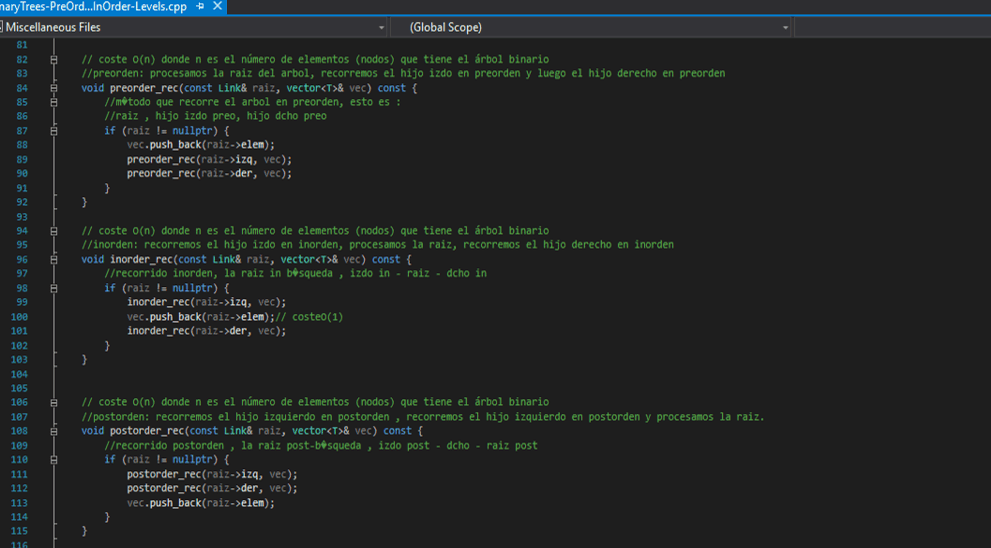 naryTrees-PreOrd...InOrder-Levels.cpp
Miscellaneous Files (Global Scope)
81
82 // coste O(n) donde n es el número de elementos (nodos) que tiene el árbol binario
83 //preorden: procesamos la raiz del arbol, recorremos el hijo izdo en preorden y luego el hijo derecho en preorden
84 void preorder_rec(const Link& raiz, vector<T>& vec) const {
85 //m�todo que recorre el arbol en preorden, esto es :
86 //raiz , hijo izdo preo, hijo dcho preo
87 if (raiz != nullptr) {
88 vec.push_back(raiz->elem);
89 preorder_rec(raiz->izq, vec);
90 preorder_rec(raiz->der, vec);
91 }
92 }
93
94 // coste O(n) donde n es el número de elementos (nodos) que tiene el árbol binario
95 //inorden: recorremos el hijo izdo en inorden, procesamos la raiz, recorremos el hijo derecho en inorden
96 void inorder_rec(const Link& raiz, vector<T>& vec) const {
97 //recorrido inorden, la raiz in b�squeda , izdo in - raiz - dcho in
98 if (raiz != nullptr) {
99 inorder_rec(raiz->izq, vec);
100 vec.push_back(raiz->elem);// costeO(1)
101 inorder_rec(raiz->der, vec);
102 }
103 }
104
105
106 // coste O(n) donde n es el número de elementos (nodos) que tiene el árbol binario
107 //postorden: recorremos el hijo izquierdo en postorden , recorremos el hijo izquierdo en postorden y procesamos la raiz.
108 void postorder_rec(const Link& raiz, vector<T>& vec) const {
109 //recorrido postorden , la raiz post-b�squeda , izdo post - dcho - raiz post
110 if (raiz != nullptr) {
111 postorder_rec(raiz->izq, vec);
112 postorder_rec(raiz->der, vec);
113 vec.push_back(raiz->elem);
114 }
115 }
116